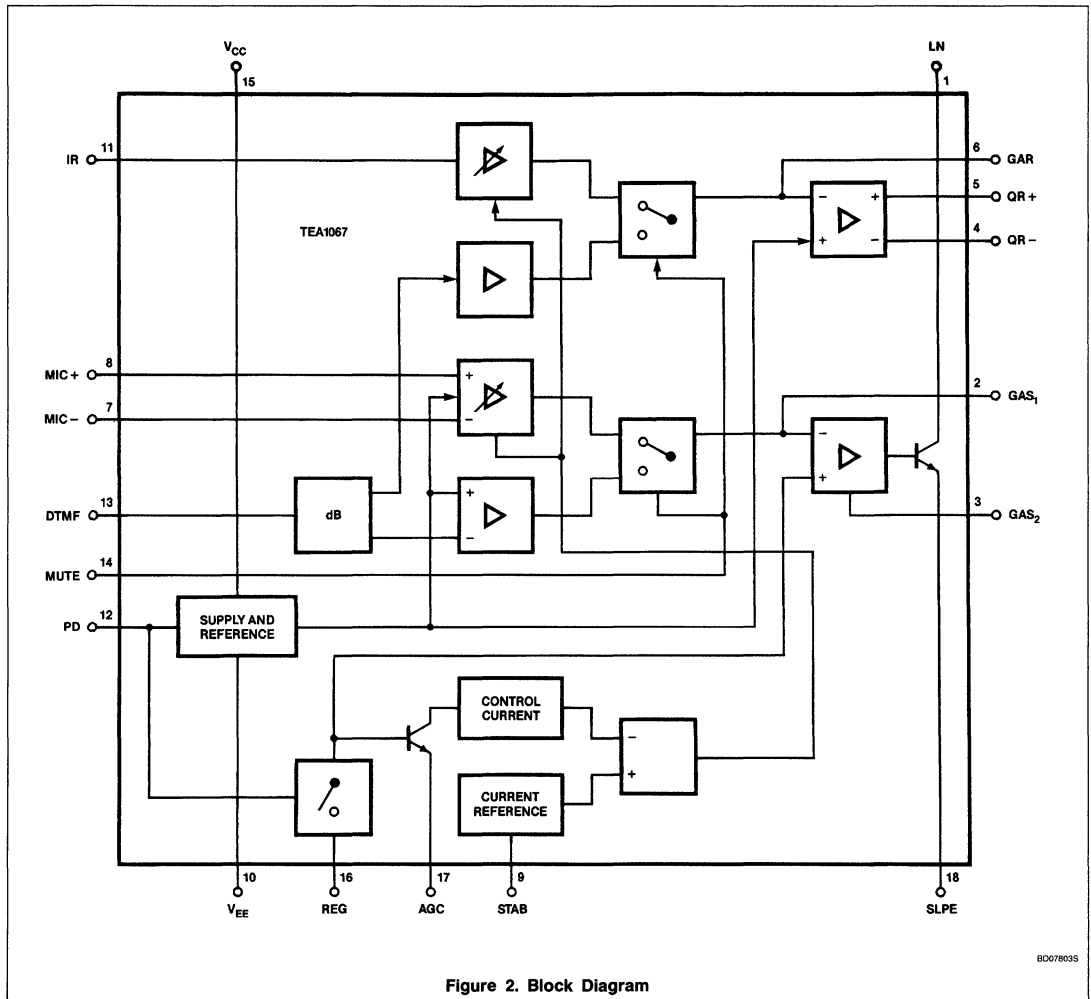 VCC
15
LN
1
IR 11
6 GAR
5 QR+
4 QR−
TEA1067
− +
+ −
MIC+ 8
MIC− 7
+
−
2 GAS1
−
+
3 GAS2
DTMF 13
dB
+
−
MUTE 14
PD 12
SUPPLY AND
REFERENCE
CONTROL
CURRENT
−
+
CURRENT
REFERENCE
10
VEE
16
REG
17
AGC
9
STAB
18
SLPE
BD07803S
Figure 2. Block Diagram